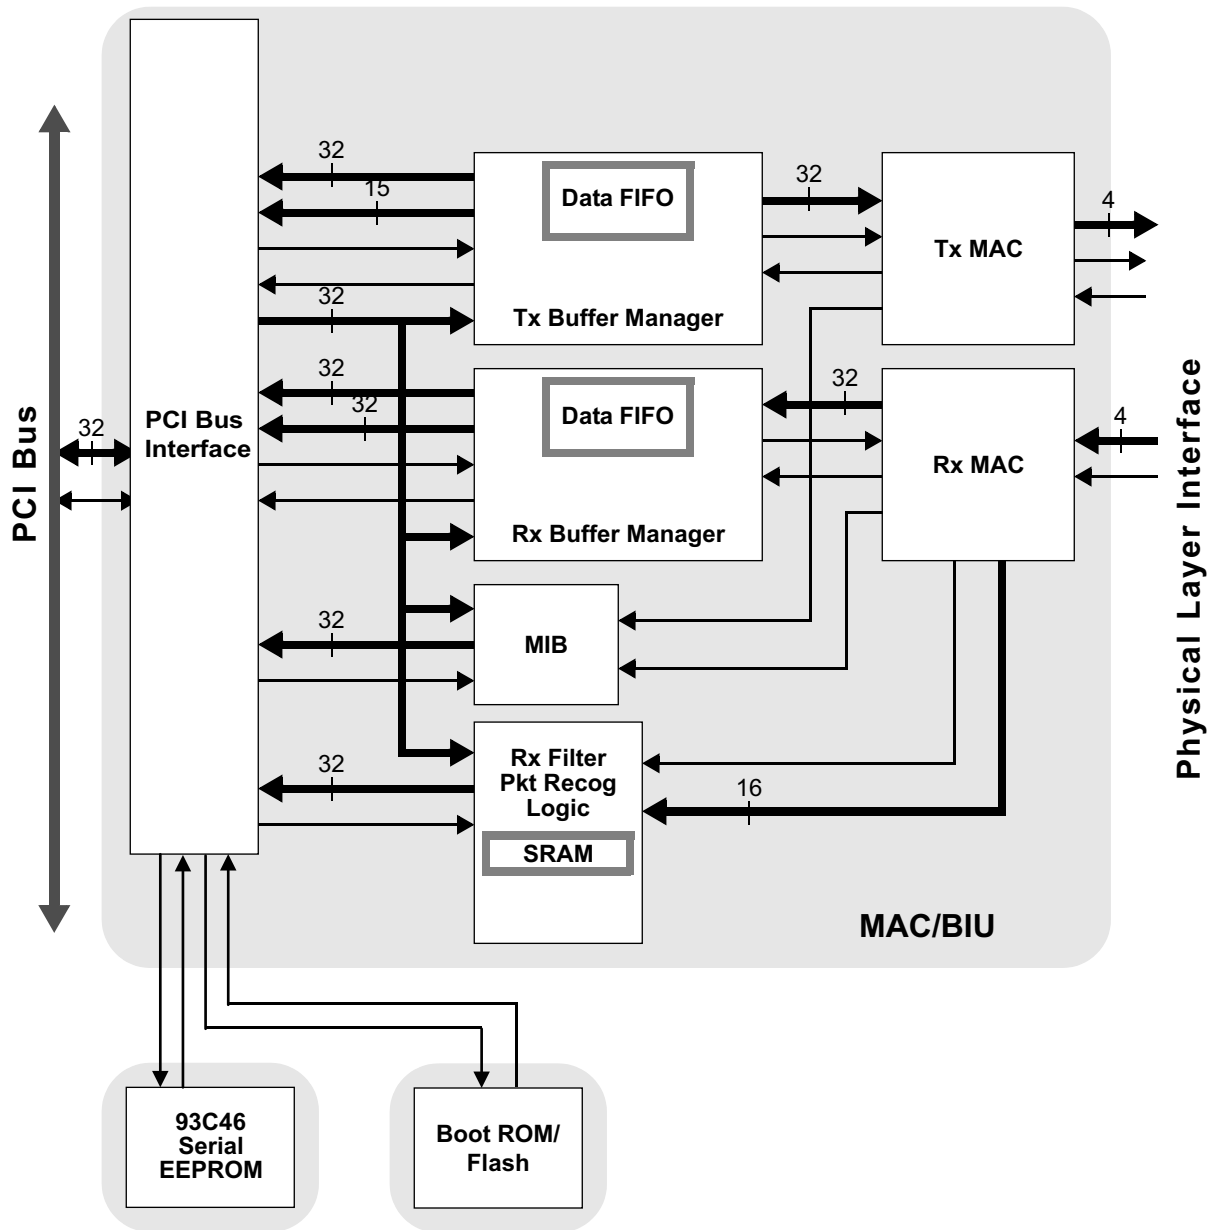 32
15
Data FIFO
32
Tx MAC
4
32
Tx Buffer Manager
32
32
Data FIFO
32
4
PCI Bus
32
PCI Bus
Interface
Rx MAC
Rx Buffer Manager
Physical Layer Interface
32
MIB
32
Rx Filter
Pkt Recog
Logic
16
SRAM
MAC/BIU
93C46
Serial
EEPROM
Boot ROM/
Flash